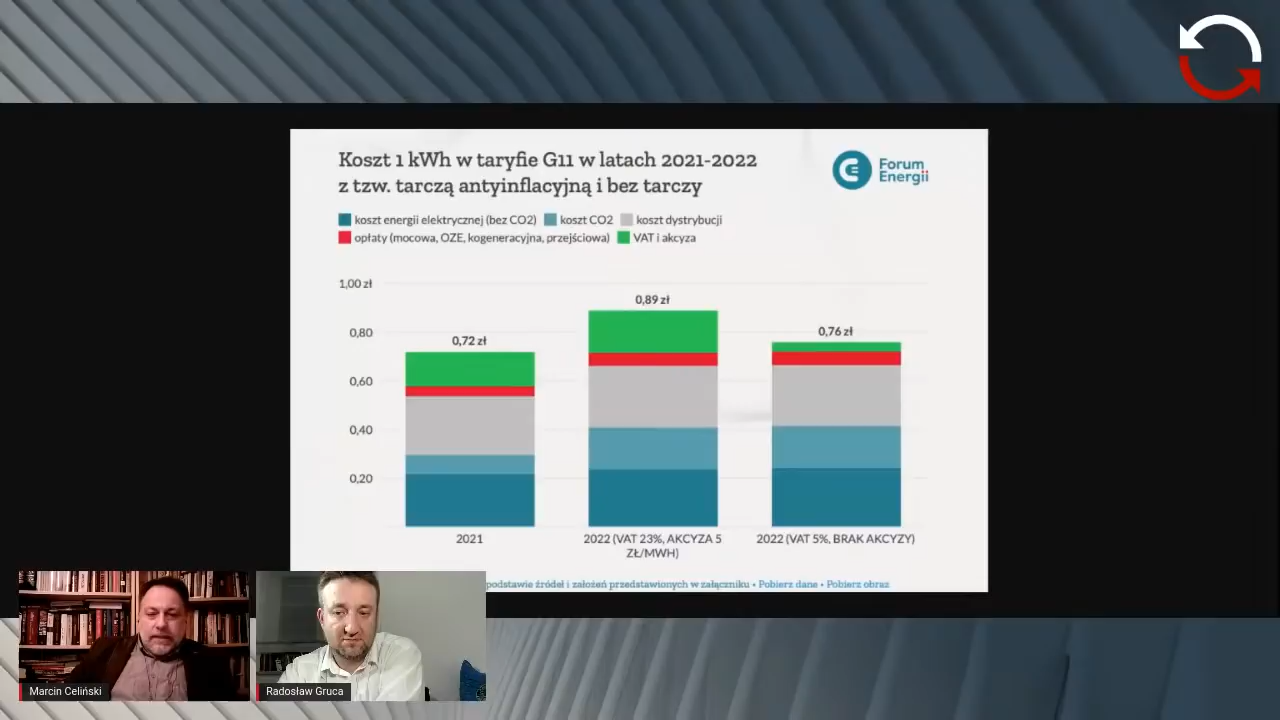 Koszt 1 kWh w taryfie G11 w latach 2021-2022
z tzw. tarczą antyinflacyjną i bez tarczy
Forum
Energii
koszt energii elektrycznej (bez CO2) koszt CO2 koszt dystrybucji
opłaty (mocowa, OZE, kogeneracyjna, przejściowa) VAT i akcyza
1,00 zł
0,80
0,60
0,40
0,20
0,72 zł
0,89 zł
0,76 zł
2021
2022 (VAT 23%, AKCYZA 5
ZŁ/MWH)
2022 (VAT 5%, BRAK AKCYZY)
podstawie źródeł i założeń przedstawionych w załączniku • Pobierz dane • Pobierz obraz
Marcin Celiński
Radosław Gruca